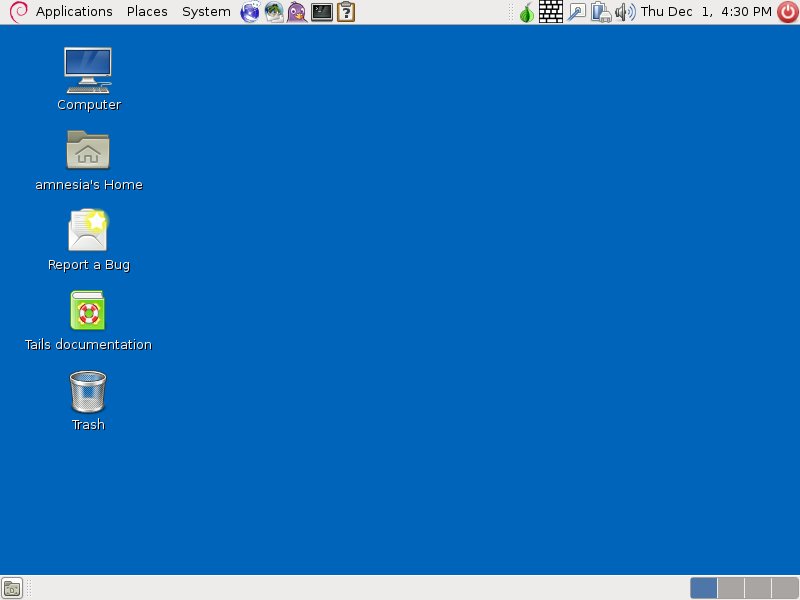 Applications Places System Thu Dec 1, 4:30 PM
Computer
amnesia's Home
Report a Bug
Tails documentation
Trash